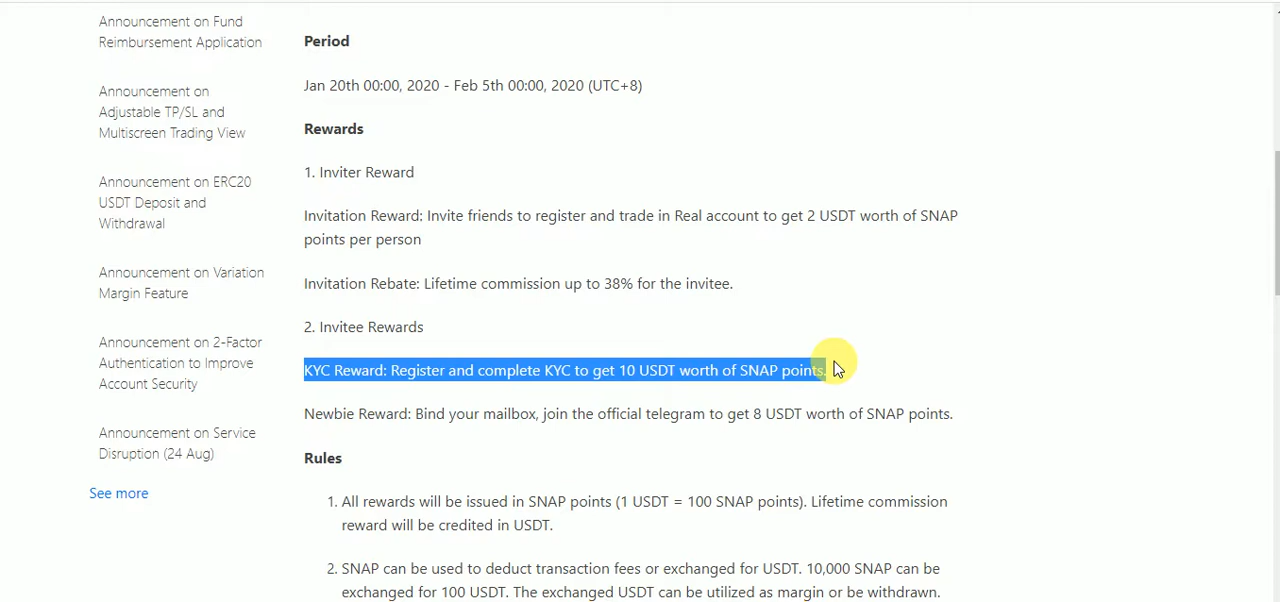 Announcement on Fund
Reimbursement Application
Announcement on
Adjustable TP/SL and
Multiscreen Trading View
Announcement on ERC20
USDT Deposit and
Withdrawal
Announcement on Variation
Margin Feature
Announcement on 2-Factor
Authentication to Improve
Account Security
Announcement on Service
Disruption (24 Aug)
See more
Period
Jan 20th 00:00, 2020 - Feb 5th 00:00, 2020 (UTC+8)
Rewards
1. Inviter Reward
Invitation Reward: Invite friends to register and trade in Real account to get 2 USDT worth of SNAP
points per person
Invitation Rebate: Lifetime commission up to 38% for the invitee.
2. Invitee Rewards
KYC Reward: Register and complete KYC to get 10 USDT worth of SNAP points.
Newbie Reward: Bind your mailbox, join the official telegram to get 8 USDT worth of SNAP points.
Rules
1. All rewards will be issued in SNAP points (1 USDT = 100 SNAP points). Lifetime commission
reward will be credited in USDT.
2. SNAP can be used to deduct transaction fees or exchanged for USDT. 10,000 SNAP can be
exchanged for 100 USDT. The exchanged USDT can be utilized as margin or be withdrawn.